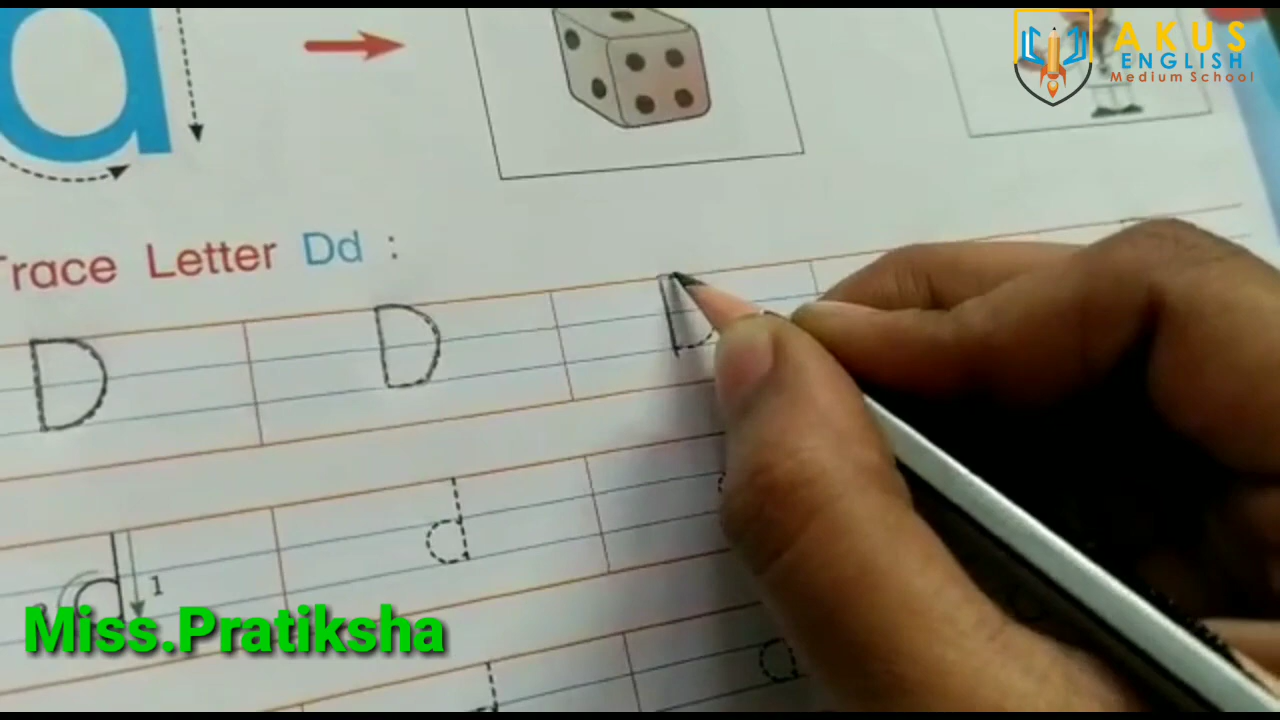 d
AKUS
ENGLISH
Medium School
Trace Letter Dd :
D D D
d 1 d
d d
Miss.Pratiksha